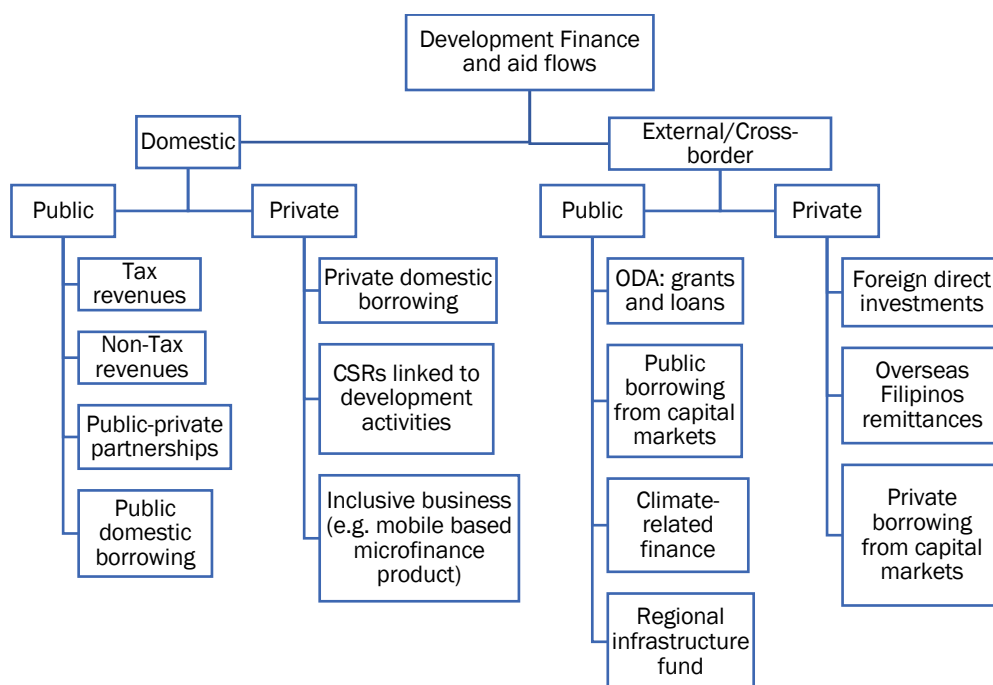 Development Finance
and aid flows
Domestic
External/Cross-
border
Public
Private
Public
Private
Tax
revenues
Non-Tax
revenues
Public-private
partnerships
Public
domestic
borrowing
Private domestic
borrowing
CSRs linked to
development
activities
Inclusive business
(e.g. mobile based
microfinance
product)
ODA: grants
and loans
Public
borrowing
from capital
markets
Climate-
related
finance
Regional
infrastructure
fund
Foreign direct
investments
Overseas
Filipinos
remittances
Private
borrowing
from capital
markets